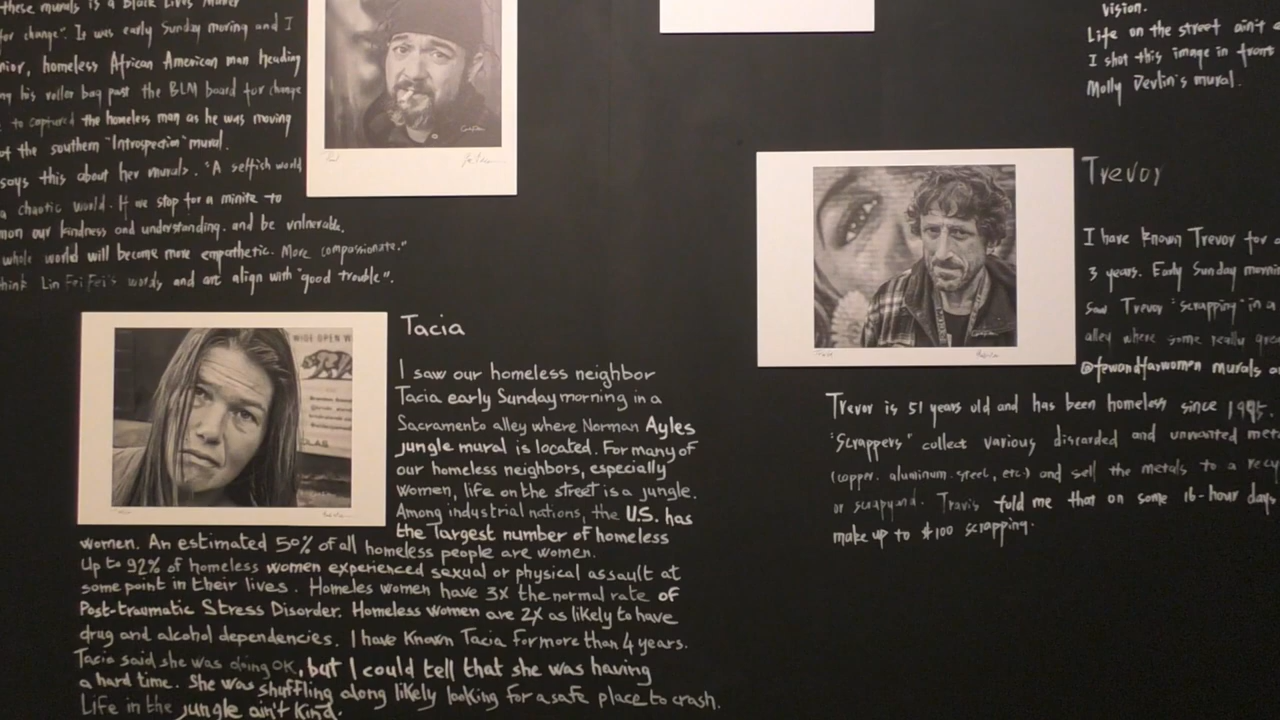 these murals is a Black Lives Matter
for change". It was early Sunday moring and I
nior, homeless African American man heading
ng his roller bag past the BLM board for change
to captured the homeless man as he was moving
of the southern "Introspection" mural.
says this about her murals. "A selfish world
a chaotic world. If we stop for a minite to
mon our kindness and understanding. and be vulnerable.
whole world will become more empathetic. More compassionate."
hink Lin Fei Fei's words and art align with "good trouble".
vision.
Life on the street ain't
I shot this image in front
Molly Devlin's mural.
WIDE OPEN W
LAB
Tacia
I saw our homeless neighbor
Tacia early Sunday morning in a
Sacramento alley where Norman Ayles
jungle mural is located. For many of
our homeless neighbors, especially
women, life on the street is a jungle.
Among industrial nations, the U.S. has
the largest number of homeless
women. An estimated 50% of all homeless people are women.
Up to 92% of homeless women experienced sexual or physical assault at
some point in their lives. Homeles women have 3X the normal rate of
Post-traumatic Stress Disorder. Homeless women are 2X as likely to have
drug and alcohol dependencies. I have known Tacia for more than 4 years.
Tacia said she was doing OK, but I could tell that she was having
a hard time. She was shuffling along likely looking for a safe place to crash.
Life in the jungle ain't kind.
Trevor
I have known Trevor for a
3 years. Early Sunday mornin
saw Trevor "scrapping" in a
alley where some really grea
@fewandfarwomen murals a
Trevor is 51 years old and has been homeless since 1995.
"Scrappers" collect various discarded and unwanted meta
(copper. aluminum. steel, etc.) and sell the metals to a recy
or scrapyard. Travis told me that on some 16-hour days
make up to $100 scrapping.